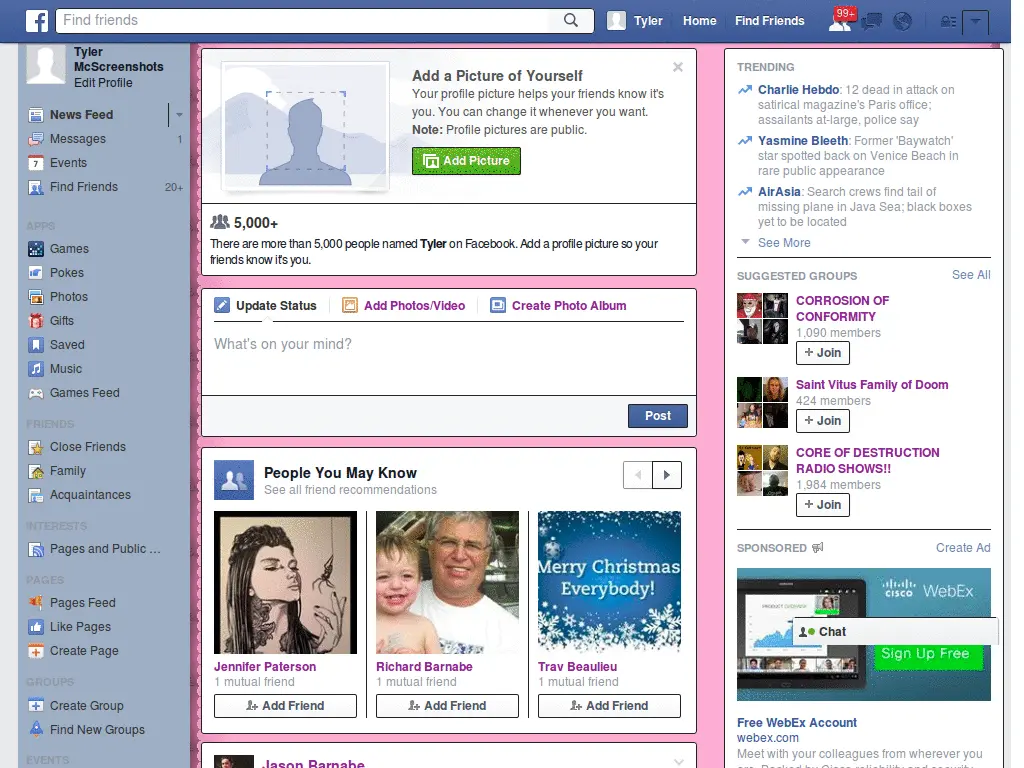 Find friends
Tyler
Home
Find Friends
99+
Tyler
McScreenshots
Edit Profile
News Feed
Messages 1
Events
7
Find Friends 20+
APPS
Games
Pokes
Photos
Gifts
Saved
Music
Games Feed
FRIENDS
Close Friends
Family
Acquaintances
INTERESTS
Pages and Public ...
PAGES
Pages Feed
Like Pages
Create Page
GROUPS
Create Group
Find New Groups
EVENTS
Add a Picture of Yourself
Your profile picture helps your friends know it's
you. You can change it whenever you want.
Note: Profile pictures are public.
Add Picture
5,000+
There are more than 5,000 people named Tyler on Facebook. Add a profile picture so your
friends know it's you.
Update Status
Add Photos/Video
Create Photo Album
What's on your mind?
Post
People You May Know
See all friend recommendations
Merry Christmas
Everybody!
Jennifer Paterson
1 mutual friend
Add Friend
Richard Barnabe
1 mutual friend
Add Friend
Trav Beaulieu
1 mutual friend
Add Friend
Jason Barnabe
TRENDING
Charlie Hebdo: 12 dead in attack on
satirical magazine's Paris office;
assailants at-large, police say
Yasmine Bleeth: Former 'Baywatch'
star spotted back on Venice Beach in
rare public appearance
AirAsia: Search crews find tail of
missing plane in Java Sea; black boxes
yet to be located
See More
SUGGESTED GROUPS See All
CORROSION OF
CONFORMITY
1,090 members
+ Join
Saint Vitus Family of Doom
424 members
+ Join
CORE OF DESTRUCTION
RADIO SHOWS!!
1,984 members
+ Join
SPONSORED Create Ad
CISCO WebEx
PRODUCT OVERVIEW
Chat
Sign Up Free
Free WebEx Account
webex.com
Meet with your colleagues from wherever you